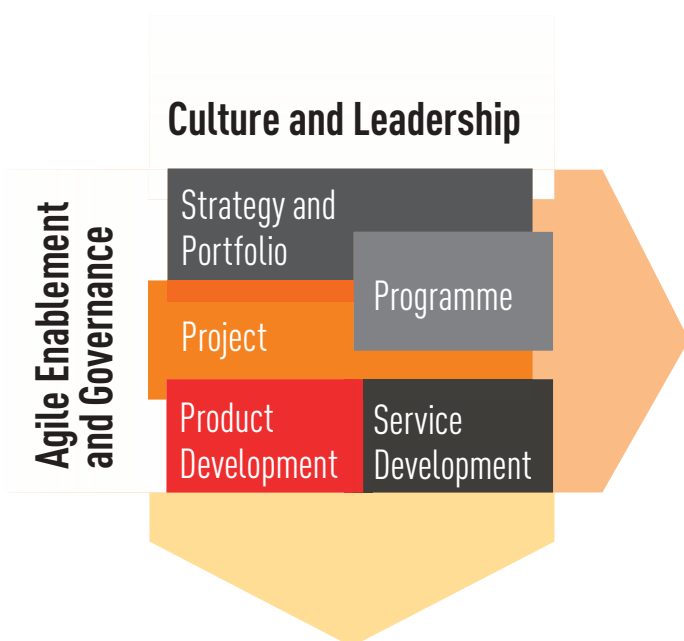 Culture and Leadership
Agile Enablement
and Governance
Strategy and
Portfolio
Programme
Project
Product
Development
Service
Development